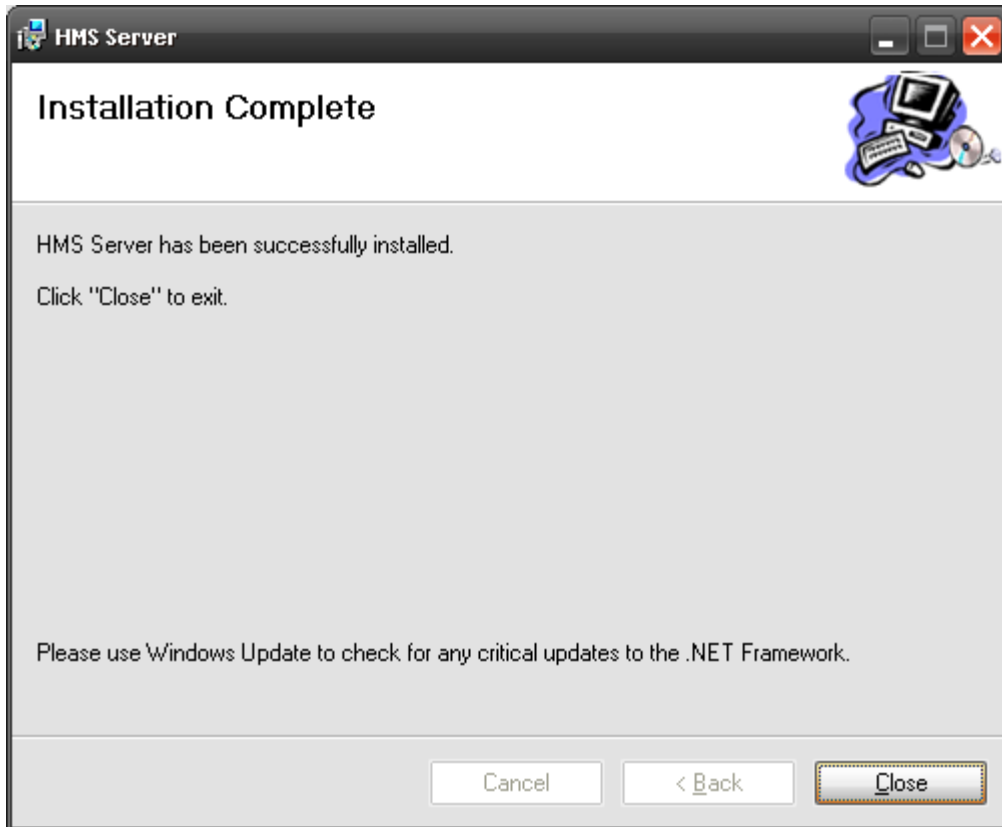 HMS Server
Installation Complete
HMS Server has been successfully installed.
Click "Close" to exit.
Please use Windows Update to check for any critical updates to the .NET Framework.
Cancel
< Back
Close